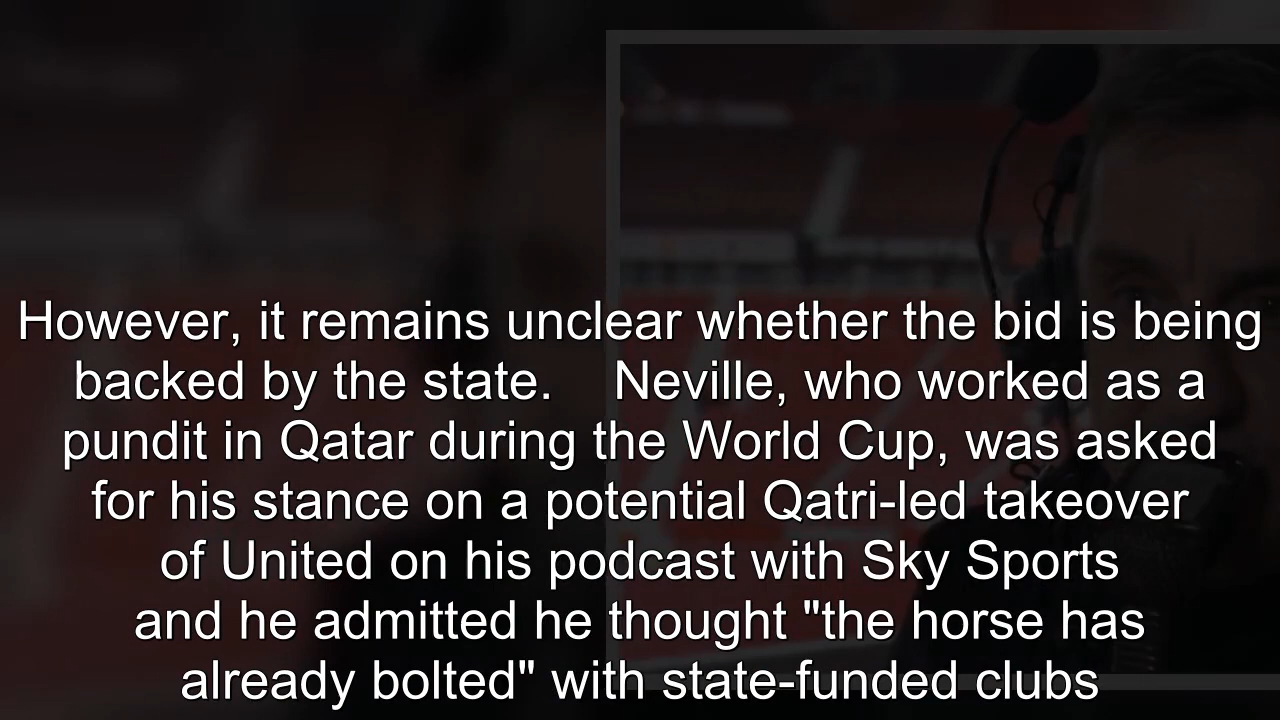 However, it remains unclear whether the bid is being
backed by the state.    Neville, who worked as a
pundit in Qatar during the World Cup, was asked
for his stance on a potential Qatri-led takeover
of United on his podcast with Sky Sports
and he admitted he thought "the horse has
already bolted" with state-funded clubs